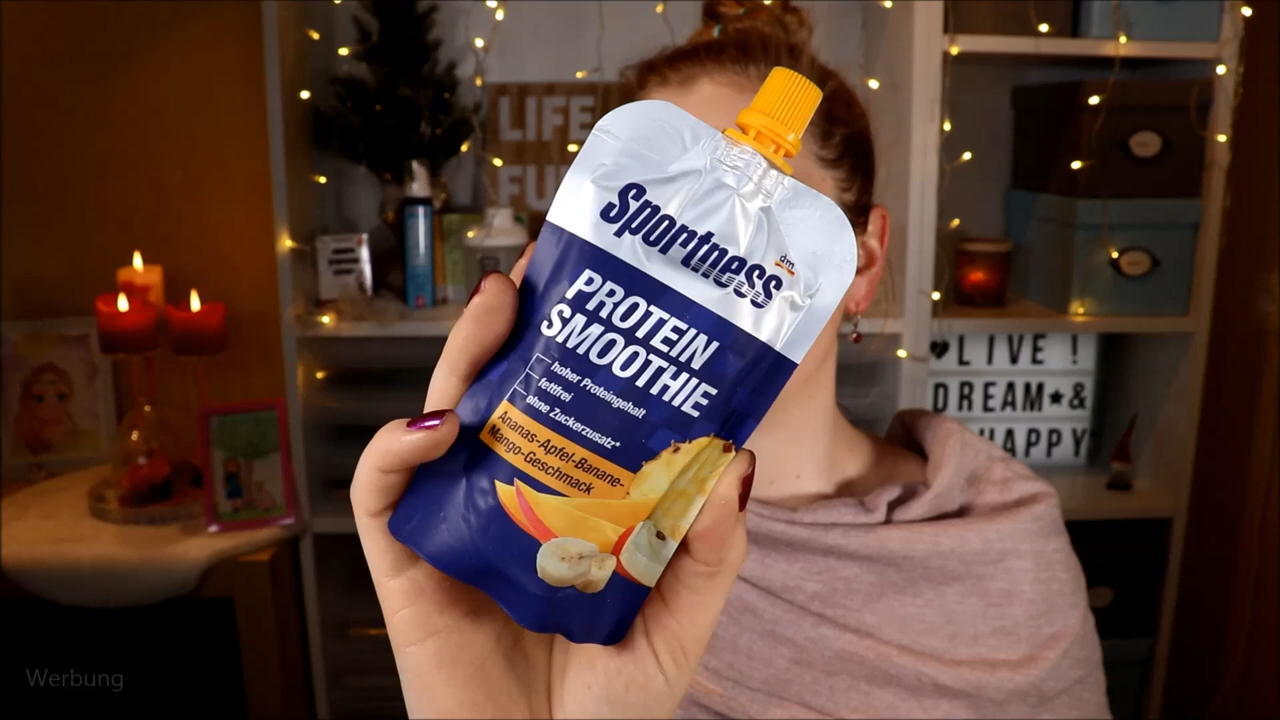 LIFE
FU
Sportness
dm
PROTEIN
SMOOTHIE
hoher Proteingehalt
fettfrei
ohne Zuckerzusatz*
Ananas-Apfel-Banane-
Mango-Geschmack
LIVE !
DREAM★&
HAPPY
Werbung